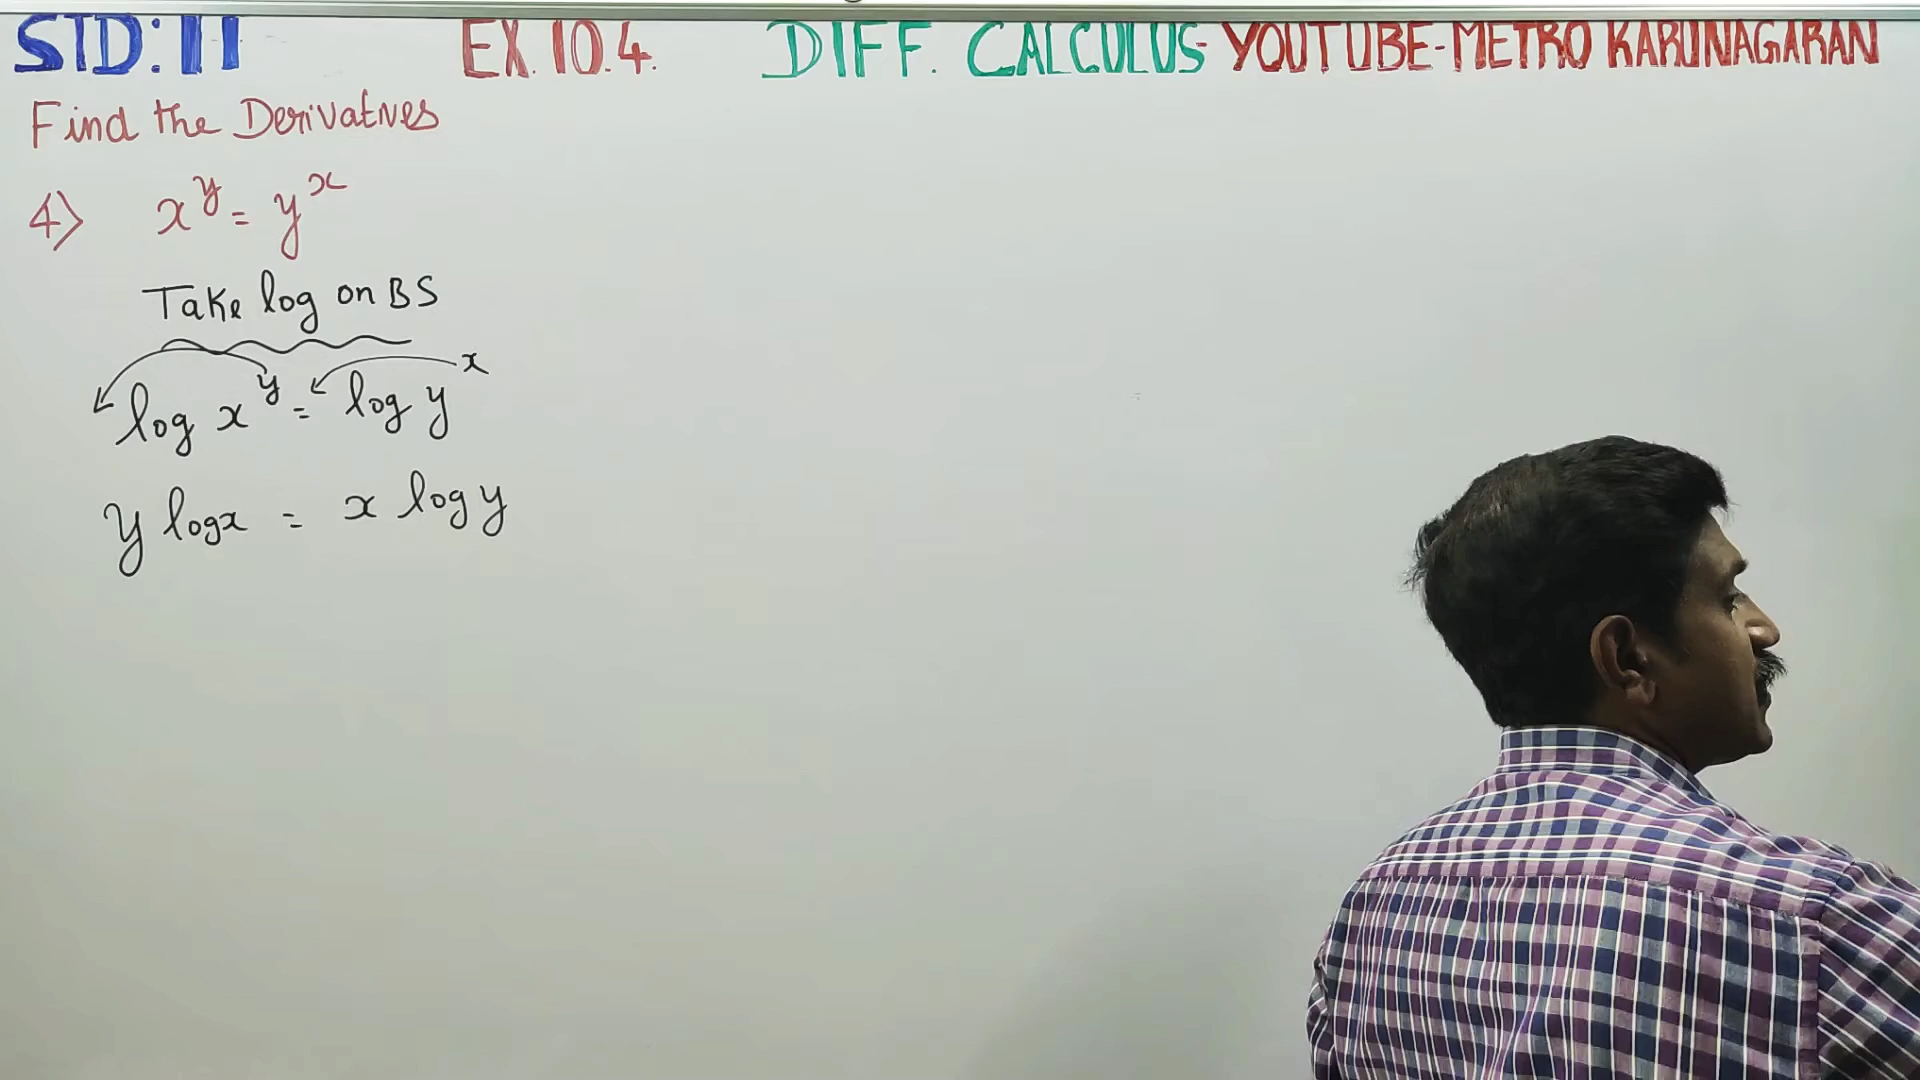 STD: 11 EX. 10.4. DIFF. CALCULUS- YOUTUBE-METRO KARUNAGARAN
Find the Derivatives
4) x^y = y^x
Take log on BS
log x^y = log y^x
y logx = x log y